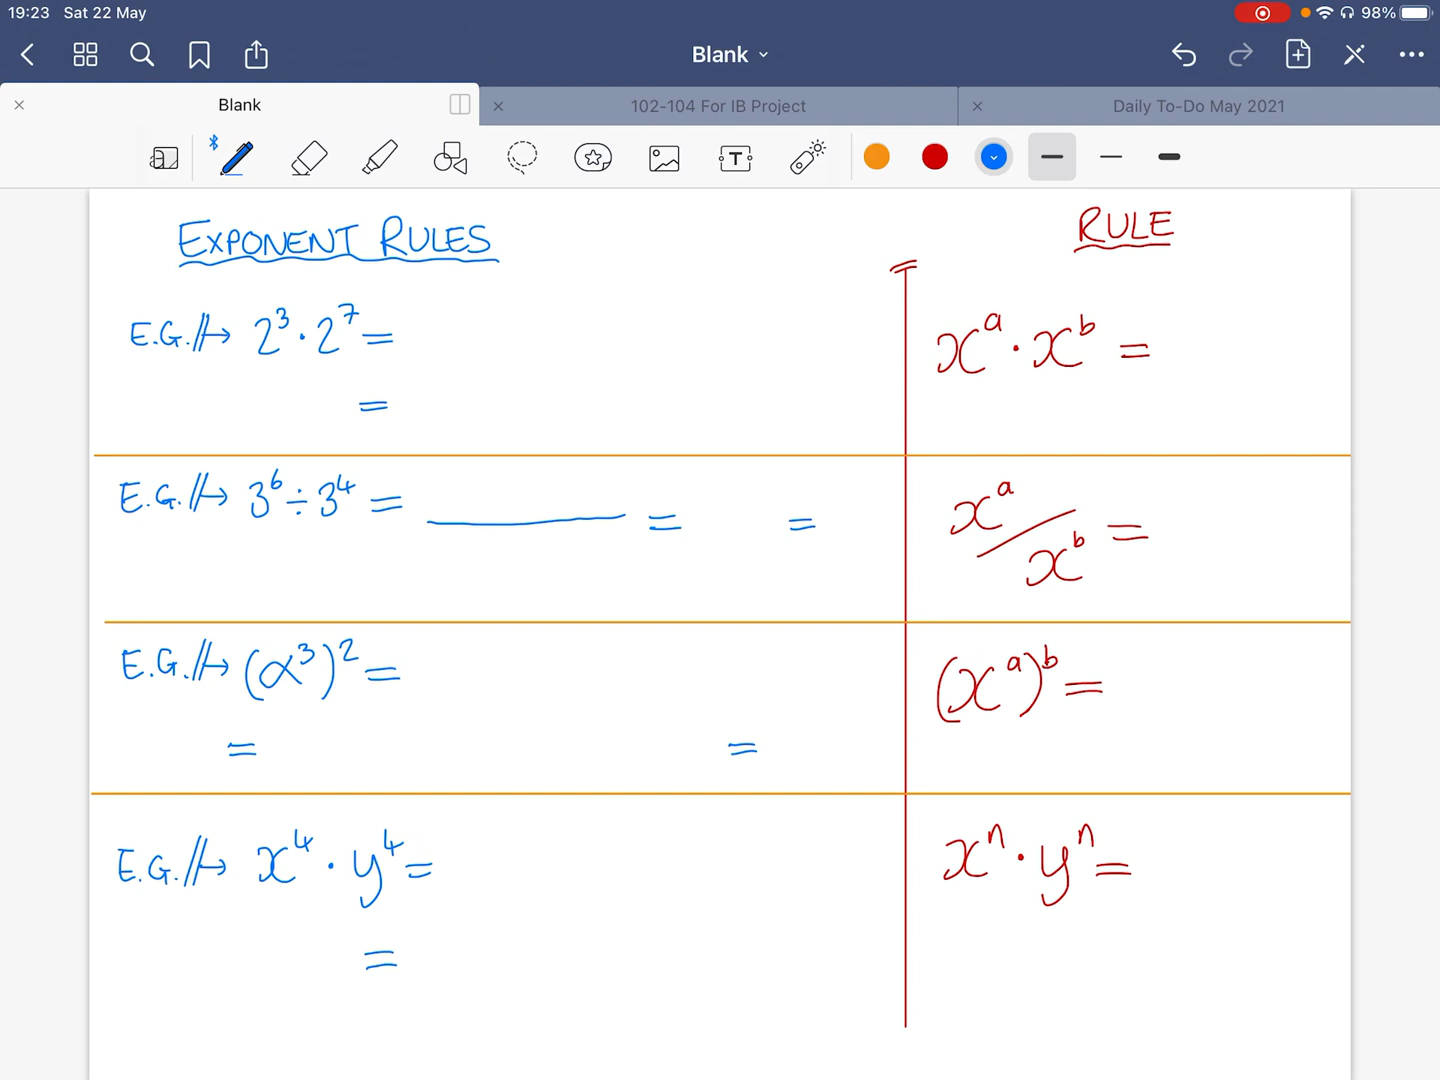 19:23 Sat 22 May 98%
Blank
Blank 102-104 For IB Project Daily To-Do May 2021
T
EXPONENT RULES RULE
E.G.//→ 2³·2⁷= xᵃ·xᵇ=
=
E.G.//→ 3⁶÷3⁴= = = xᵃ/xᵇ=
E.G.//→ (α³)²= (xᵃ)ᵇ=
= =
E.G.//→ x⁴·y⁴= xⁿ·yⁿ=
=